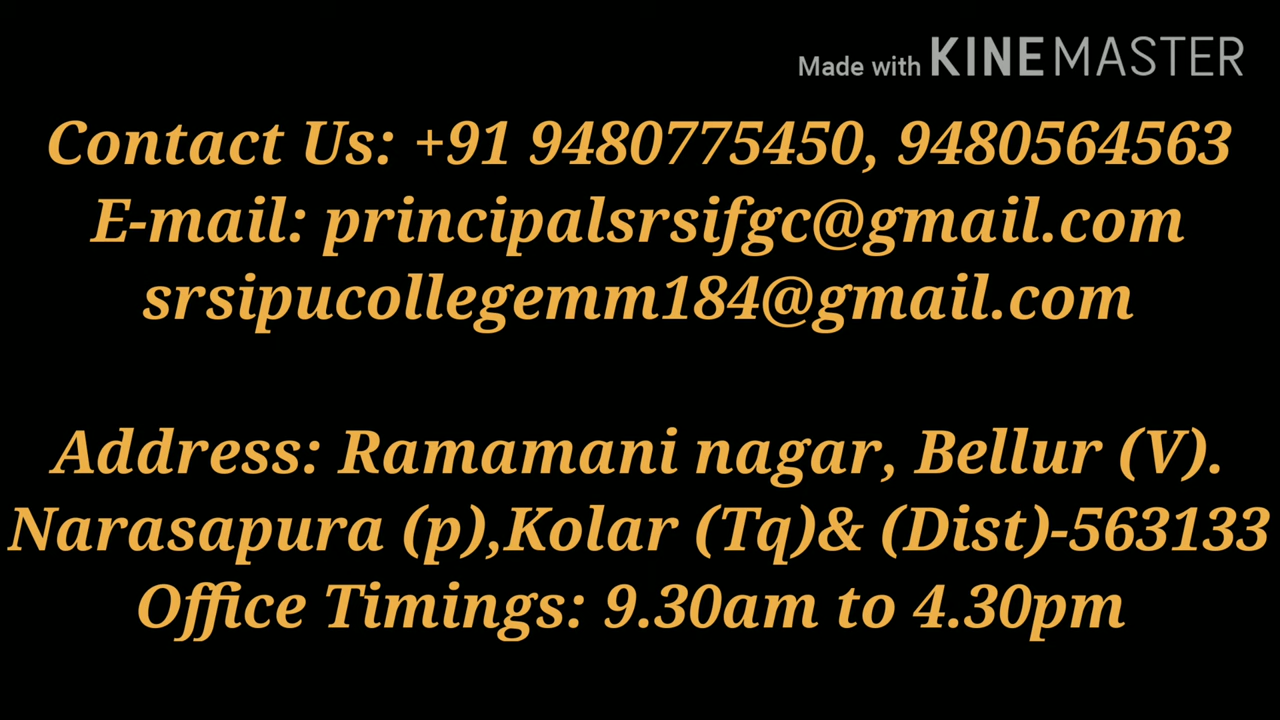 Made with KINEMASTER
Contact Us: +91 9480775450, 9480564563
E-mail: principalsrsifgc@gmail.com
srsipucollegemm184@gmail.com
Address: Ramamani nagar, Bellur (V).
Narasapura (p),Kolar (Tq)& (Dist)-563133
Office Timings: 9.30am to 4.30pm